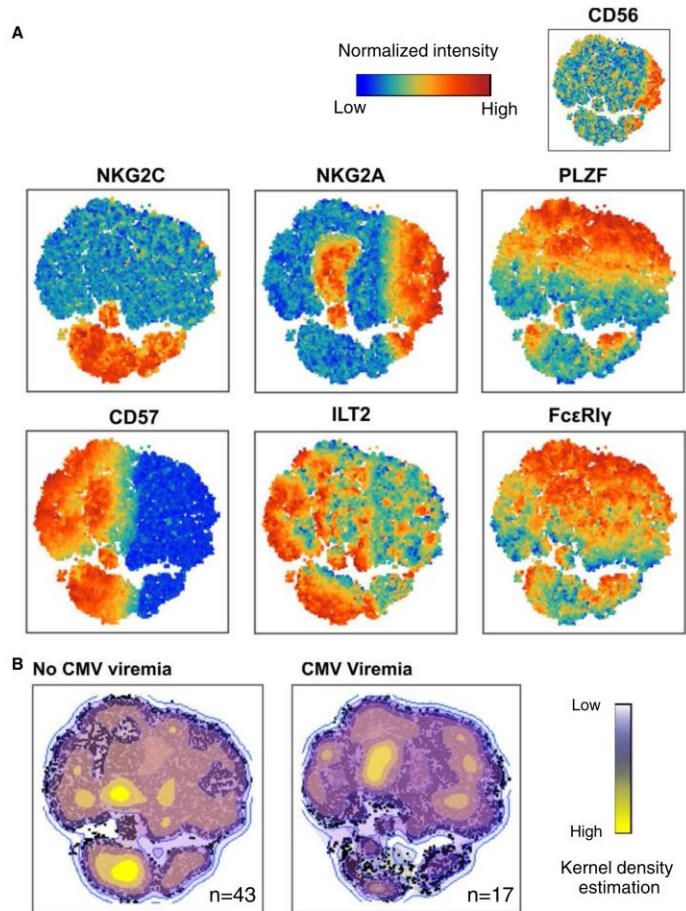 CD56
A
Normalized intensity
Low High
NKG2C NKG2A PLZF
CD57 ILT2 FcεRIγ
B No CMV viremia CMV Viremia
Low
High
n=43 n=17
Kernel density
estimation